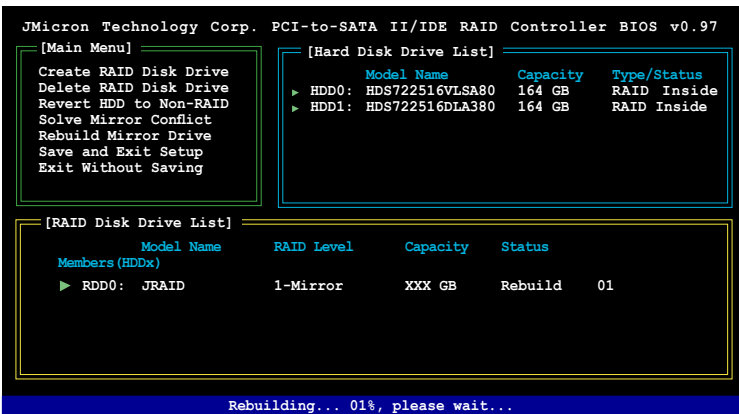 JMicron Technology Corp. PCI-to-SATA II/IDE RAID Controller BIOS v0.97
[Main Menu]
Create RAID Disk Drive
Delete RAID Disk Drive
Revert HDD to Non-RAID
Solve Mirror Conflict
Rebuild Mirror Drive
Save and Exit Setup
Exit Without Saving
[Hard Disk Drive List]
Model Name Capacity Type/Status
HDD0: HDS722516VLSA80 164 GB RAID Inside
HDD1: HDS722516DLA380 164 GB RAID Inside
[RAID Disk Drive List]
Model Name RAID Level Capacity Status
Members(HDDx)
RDD0: JRAID 1-Mirror XXX GB Rebuild 01
Rebuilding... 01%, please wait...